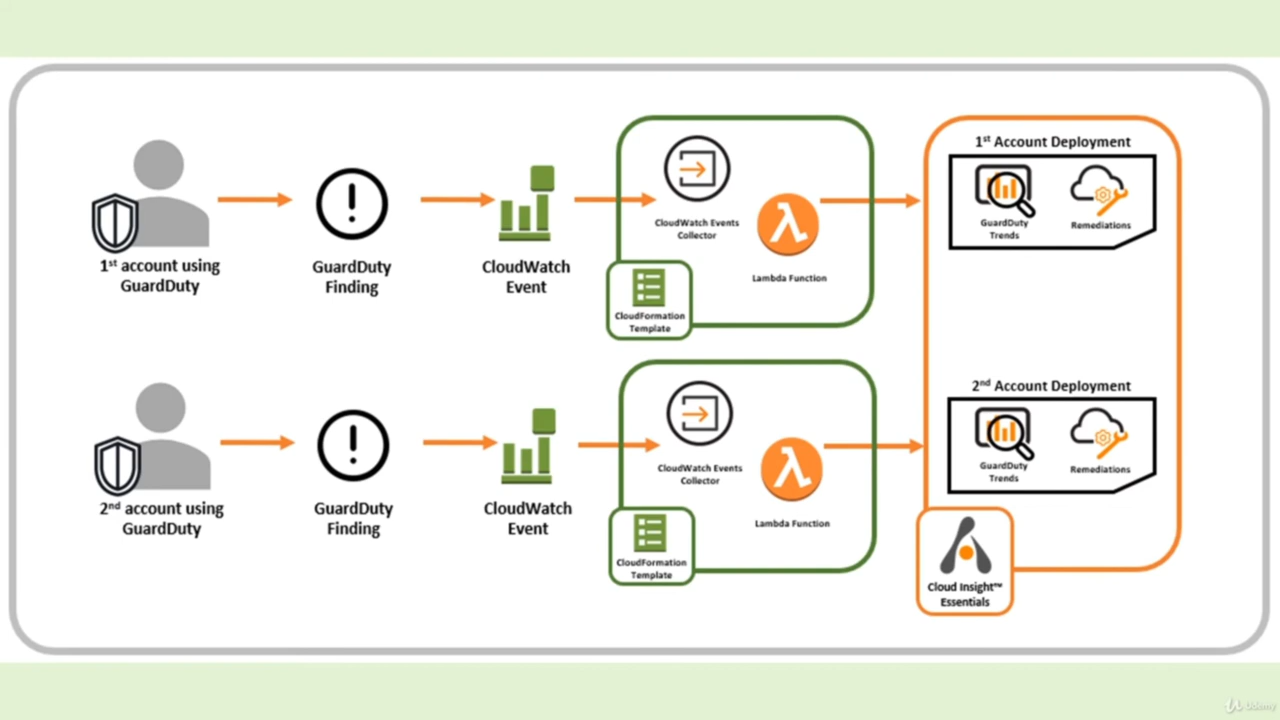 1st account using
GuardDuty
GuardDuty
Finding
CloudWatch
Event
CloudWatch Events
Collector
Lambda Function
CloudFormation
Template
1st Account Deployment
GuardDuty
Trends
Remediations
2nd account using
GuardDuty
GuardDuty
Finding
CloudWatch
Event
CloudWatch Events
Collector
Lambda Function
CloudFormation
Template
2nd Account Deployment
GuardDuty
Trends
Remediations
Cloud Insight™
Essentials
Udemy